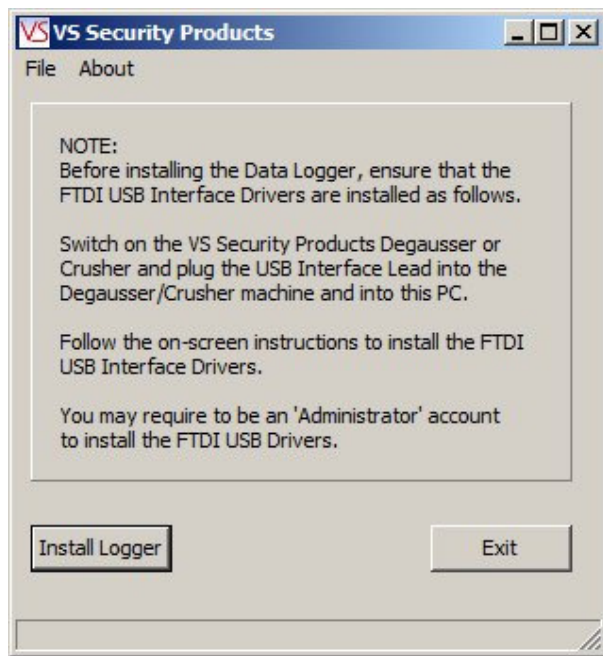 VS VS Security Products
File About
NOTE:
Before installing the Data Logger, ensure that the
FTDI USB Interface Drivers are installed as follows.
Switch on the VS Security Products Degausser or
Crusher and plug the USB Interface Lead into the
Degausser/Crusher machine and into this PC.
Follow the on-screen instructions to install the FTDI
USB Interface Drivers.
You may require to be an 'Administrator' account
to install the FTDI USB Drivers.
Install Logger Exit